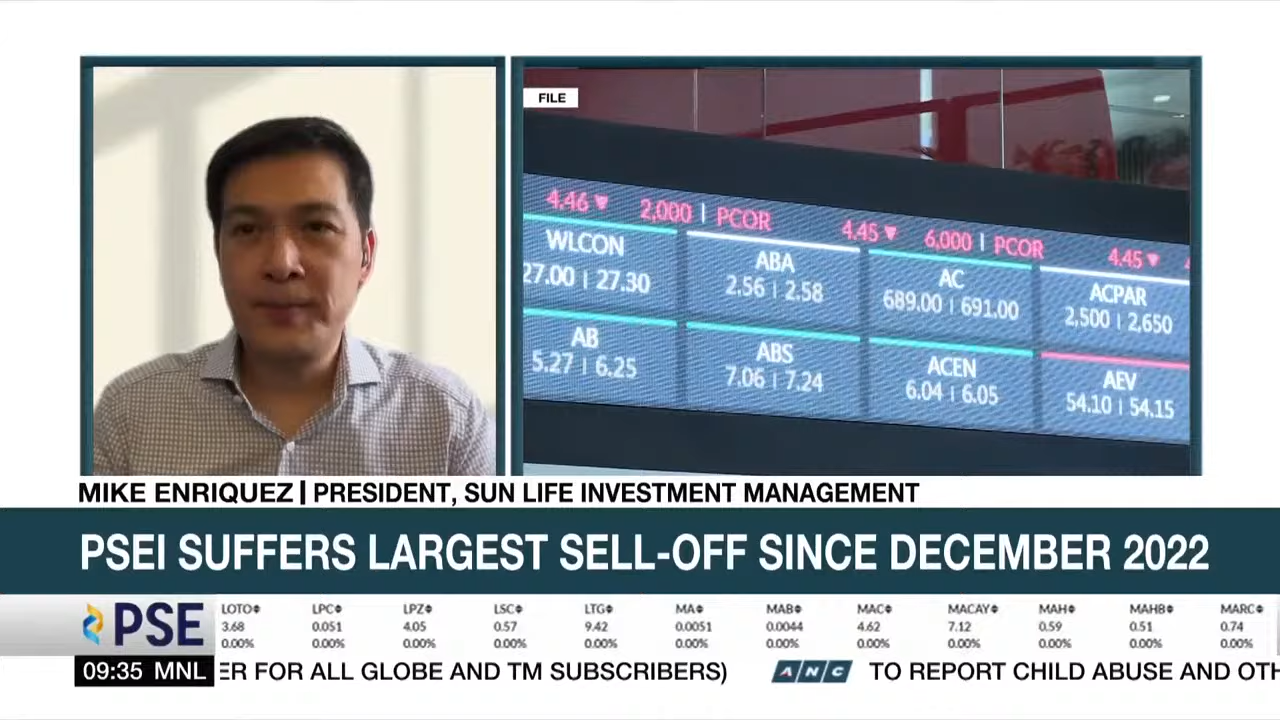 FILE
4.46 ▼ 2,000 | PCOR 4.45 ▼ 6,000 | PCOR 4.45 ▼
WLCON ABA AC ACPAR
27.00 | 27.30 2.56 | 2.58 689.00 | 691.00 2,500 | 2,650
AB ABS ACEN AEV
5.27 | 6.25 7.06 | 7.24 6.04 | 6.05 54.10 | 54.15
MIKE ENRIQUEZ | PRESIDENT, SUN LIFE INVESTMENT MANAGEMENT
PSEI SUFFERS LARGEST SELL-OFF SINCE DECEMBER 2022
PSE
LOTO LPC LPZ LSC LTG MA MAB MAC MACAY MAH MAHB MARC
3.68 0.051 4.05 0.57 9.42 0.0051 0.0044 4.62 7.12 0.59 0.51 0.74
0.00% 0.00% 0.00% 0.00% 0.00% 0.00% 0.00% 0.00% 0.00% 0.00% 0.00% 0.00%
09:35 MNL ER FOR ALL GLOBE AND TM SUBSCRIBERS) ANC TO REPORT CHILD ABUSE AND OTH